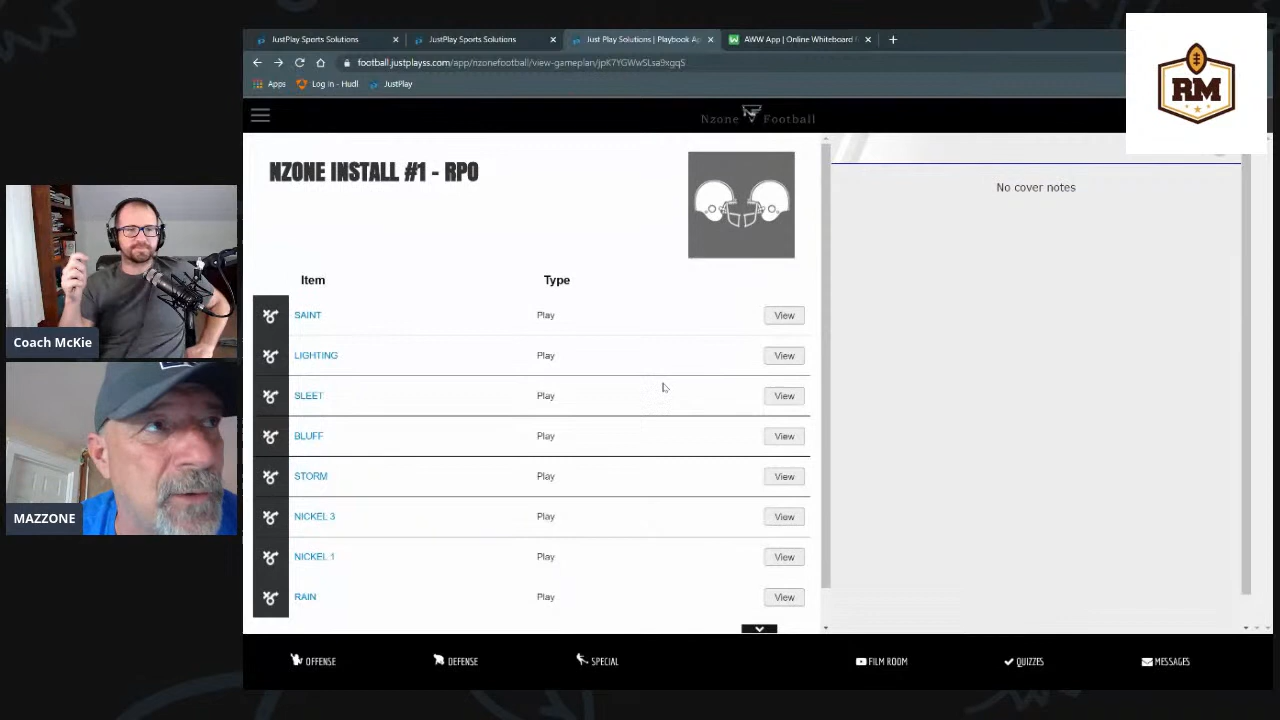 JustPlay Sports Solutions
JustPlay Sports Solutions
Just Play Solutions | Playbook Ap
AWW App | Online Whiteboard
football.justplayss.com/app/nzonefootball/view-gameplan/jpK7YGWwSLsa9xgqS
Apps
Log In - Hudl
JustPlay
Nzone Football
RM
NZONE INSTALL #1 - RPO
No cover notes
Item Type
SAINT Play View
LIGHTING Play View
SLEET Play View
BLUFF Play View
STORM Play View
NICKEL 3 Play View
NICKEL 1 Play View
RAIN Play View
Coach McKie
MAZZONE
OFFENSE
DEFENSE
SPECIAL
FILM ROOM
QUIZZES
MESSAGES